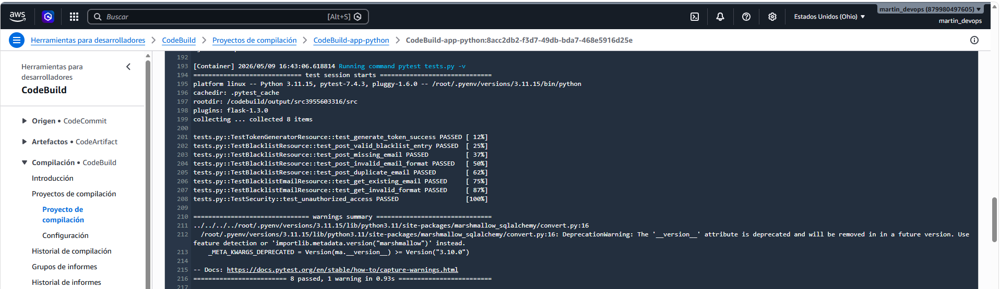 aws
Buscar
[Alt+S]
Estados Unidos (Ohio)
martin_devops (879980497605)
martin_devops
Herramientas para desarrolladores
CodeBuild
Proyectos de compilación
CodeBuild-app-python
CodeBuild-app-python:8acc2db2-f3d7-49db-bda7-468e5916d25e
Herramientas para
desarrolladores
CodeBuild
Origen • CodeCommit
Artefactos • CodeArtifact
Compilación • CodeBuild
Introducción
Proyectos de compilación
Proyecto de
compilación
Configuración
Historial de compilación
Grupos de informes
Historial de informes
192
193 [Container] 2026/05/09 16:43:06.618814 Running command pytest tests.py -v
194 ============================= test session starts ==============================
195 platform linux -- Python 3.11.15, pytest-7.4.3, pluggy-1.6.0 -- /root/.pyenv/versions/3.11.15/bin/python
196 cachedir: .pytest_cache
197 rootdir: /codebuild/output/src3955603316/src
198 plugins: flask-1.3.0
199 collecting ... collected 8 items
200
201 tests.py::TestTokenGeneratorResource::test_generate_token_success PASSED [ 12%]
202 tests.py::TestBlacklistResource::test_post_valid_blacklist_entry PASSED [ 25%]
203 tests.py::TestBlacklistResource::test_post_missing_email PASSED [ 37%]
204 tests.py::TestBlacklistResource::test_post_invalid_email_format PASSED [ 50%]
205 tests.py::TestBlacklistResource::test_post_duplicate_email PASSED [ 62%]
206 tests.py::TestBlacklistEmailResource::test_get_existing_email PASSED [ 75%]
207 tests.py::TestBlacklistEmailResource::test_get_invalid_format PASSED [ 87%]
208 tests.py::TestSecurity::test_unauthorized_access PASSED [100%]
209
210 =============================== warnings summary ===============================
211 ../../../../root/.pyenv/versions/3.11.15/lib/python3.11/site-packages/marshmallow_sqlalchemy/convert.py:16
212 /root/.pyenv/versions/3.11.15/lib/python3.11/site-packages/marshmallow_sqlalchemy/convert.py:16: DeprecationWarning: The '__version__' attribute is deprecated and will be removed in in a future version. Use
feature detection or 'importlib.metadata.version("marshmallow")' instead.
213 _META_KWARGS_DEPRECATED = Version(ma.__version__) >= Version("3.10.0")
214
215 -- Docs: https://docs.pytest.org/en/stable/how-to/capture-warnings.html
216 ========================= 8 passed, 1 warning in 0.93s =========================
217